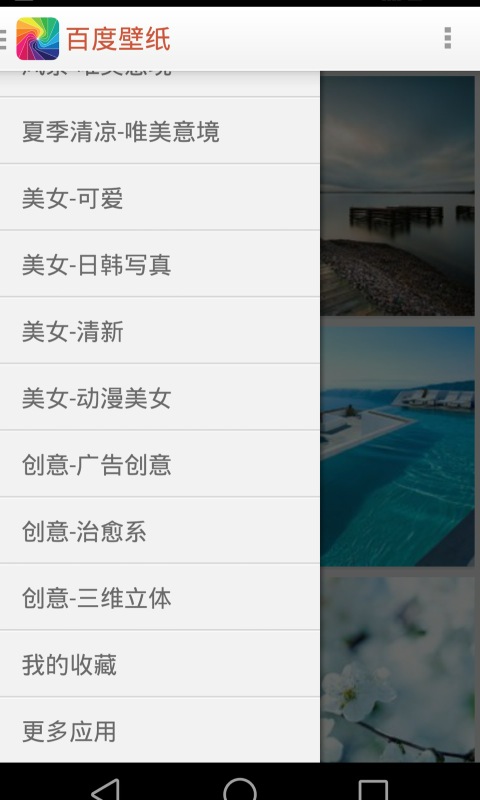 百度壁纸
夏季清凉-唯美意境
美女-可爱
美女-日韩写真
美女-清新
美女-动漫美女
创意-广告创意
创意-治愈系
创意-三维立体
我的收藏
更多应用